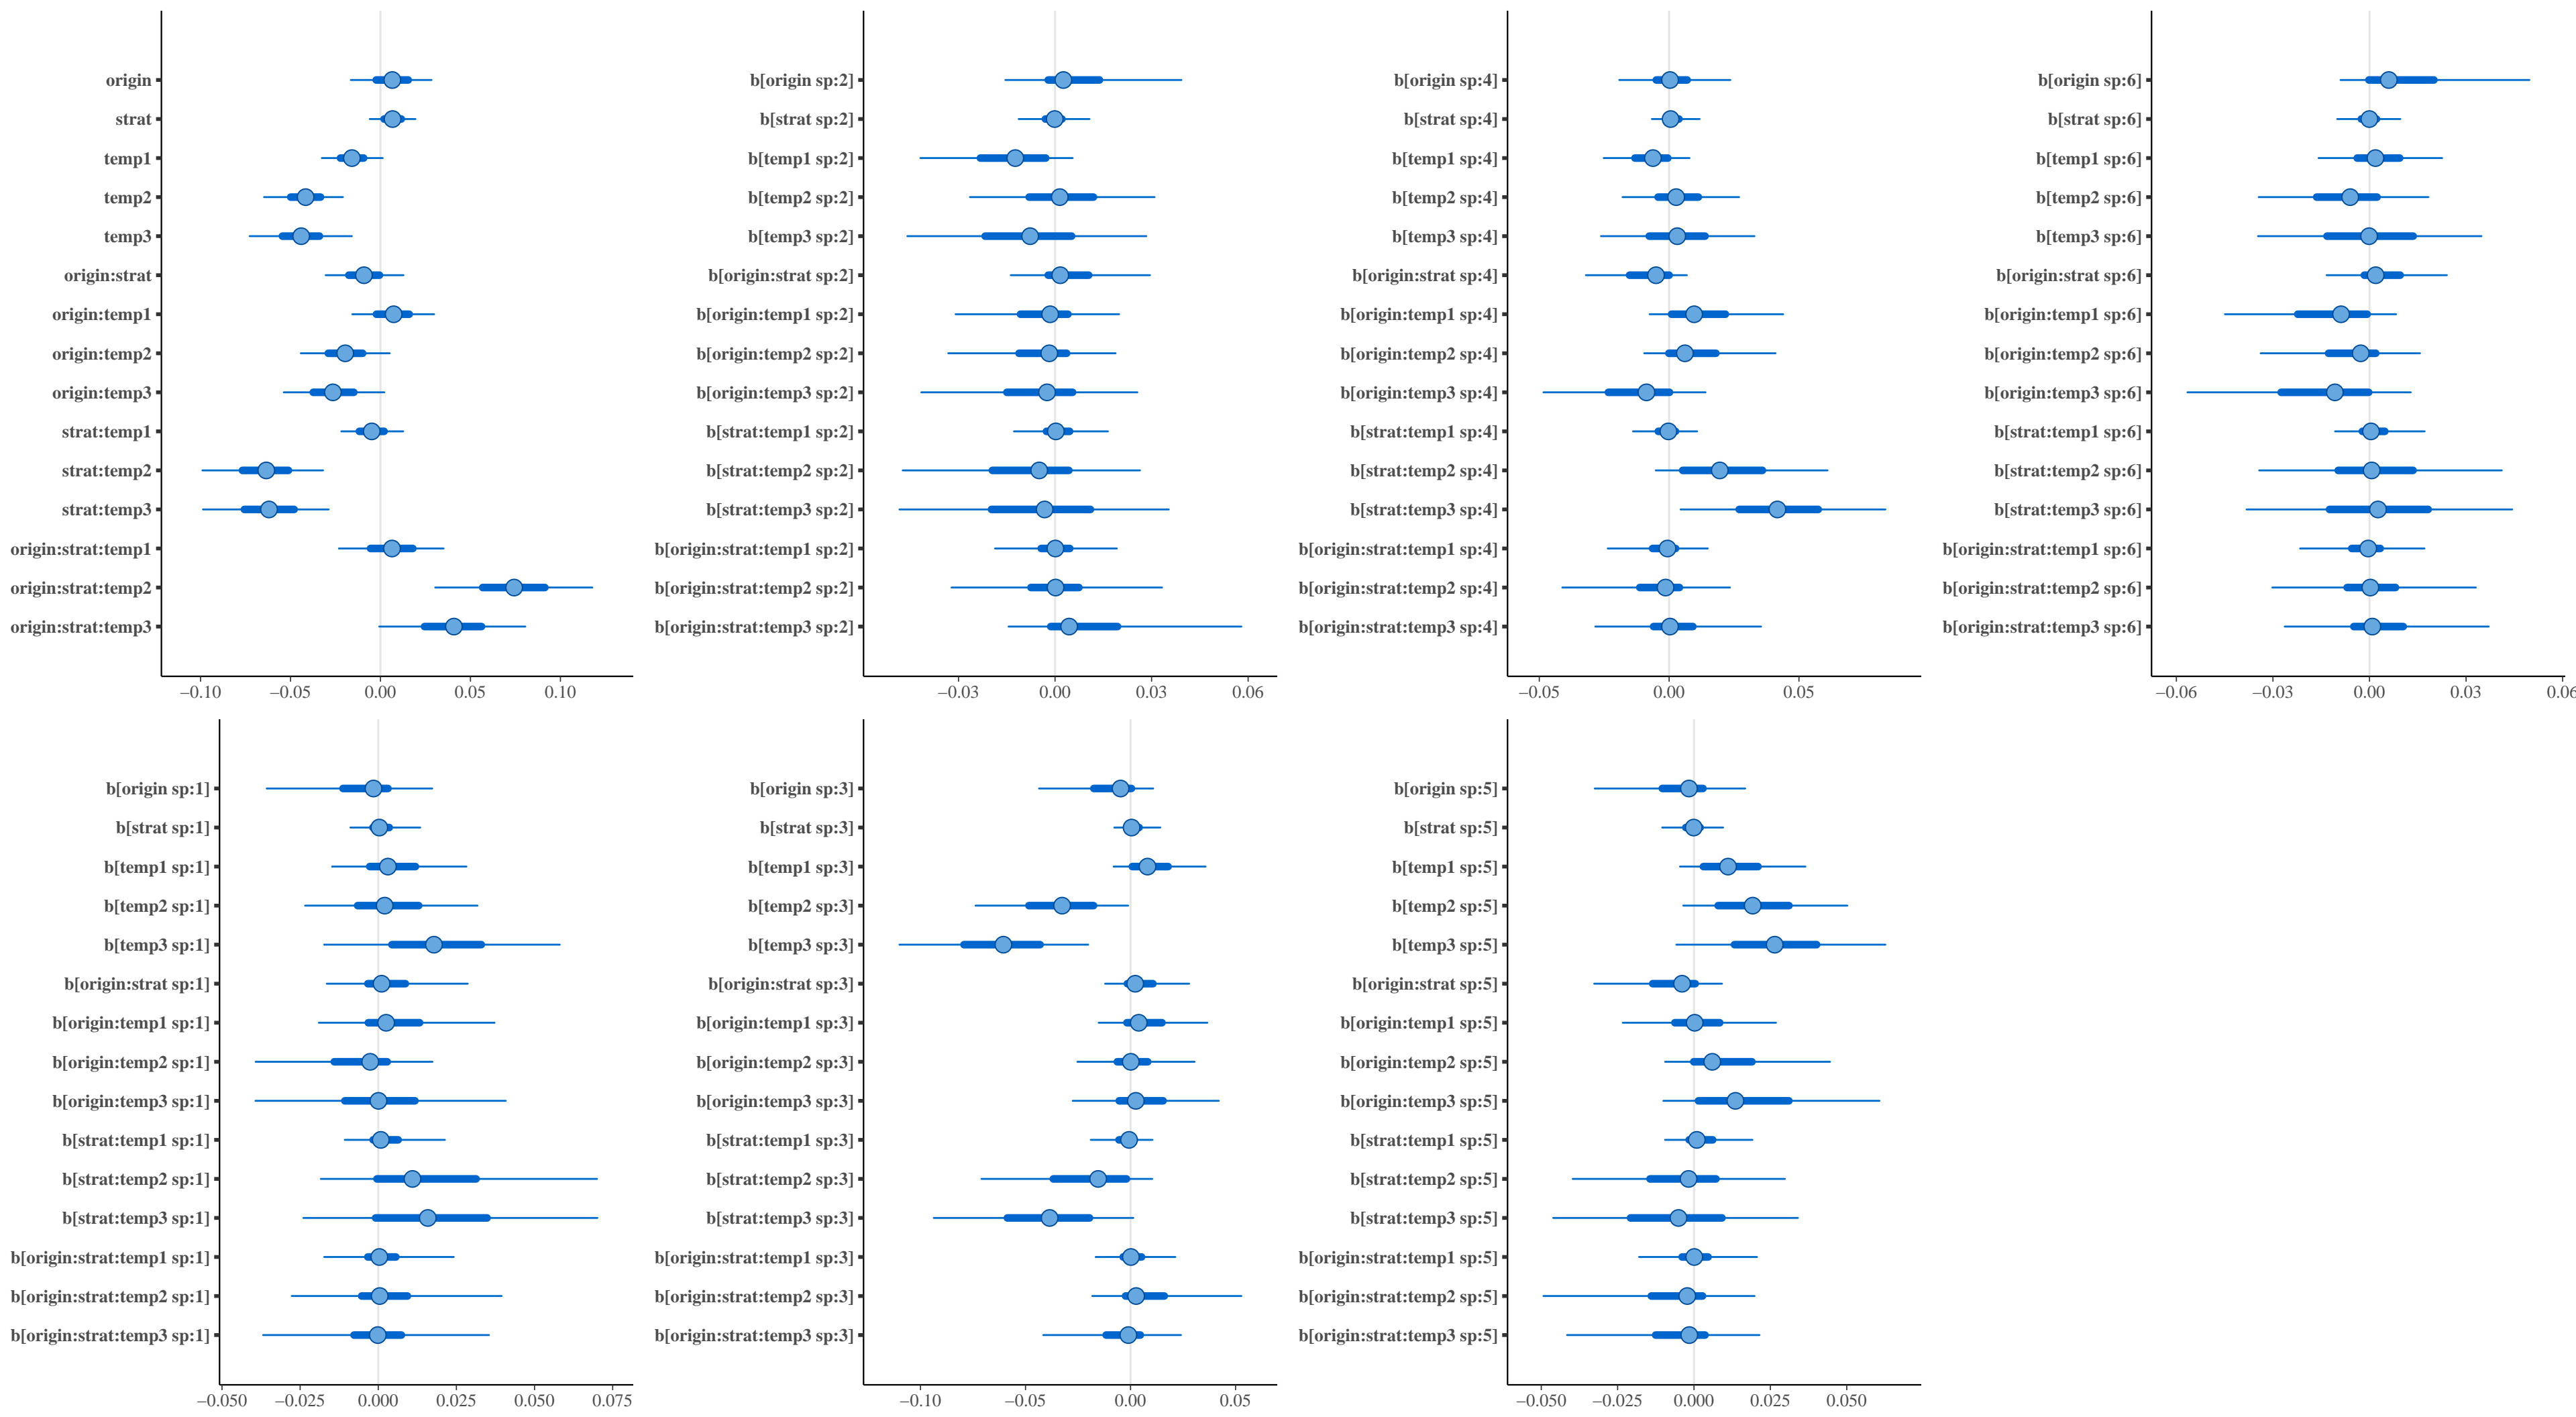 origin
strat
temp1
temp2
temp3
origin:strat
origin:temp1
origin:temp2
origin:temp3
strat:temp1
strat:temp2
strat:temp3
origin:strat:temp1
origin:strat:temp2
origin:strat:temp3
−0.10 −0.05 0.00 0.05 0.10
b[origin sp:2]
b[strat sp:2]
b[temp1 sp:2]
b[temp2 sp:2]
b[temp3 sp:2]
b[origin:strat sp:2]
b[origin:temp1 sp:2]
b[origin:temp2 sp:2]
b[origin:temp3 sp:2]
b[strat:temp1 sp:2]
b[strat:temp2 sp:2]
b[strat:temp3 sp:2]
b[origin:strat:temp1 sp:2]
b[origin:strat:temp2 sp:2]
b[origin:strat:temp3 sp:2]
−0.03 0.00 0.03 0.06
b[origin sp:4]
b[strat sp:4]
b[temp1 sp:4]
b[temp2 sp:4]
b[temp3 sp:4]
b[origin:strat sp:4]
b[origin:temp1 sp:4]
b[origin:temp2 sp:4]
b[origin:temp3 sp:4]
b[strat:temp1 sp:4]
b[strat:temp2 sp:4]
b[strat:temp3 sp:4]
b[origin:strat:temp1 sp:4]
b[origin:strat:temp2 sp:4]
b[origin:strat:temp3 sp:4]
−0.05 0.00 0.05
b[origin sp:6]
b[strat sp:6]
b[temp1 sp:6]
b[temp2 sp:6]
b[temp3 sp:6]
b[origin:strat sp:6]
b[origin:temp1 sp:6]
b[origin:temp2 sp:6]
b[origin:temp3 sp:6]
b[strat:temp1 sp:6]
b[strat:temp2 sp:6]
b[strat:temp3 sp:6]
b[origin:strat:temp1 sp:6]
b[origin:strat:temp2 sp:6]
b[origin:strat:temp3 sp:6]
−0.06 −0.03 0.00 0.03 0.06
b[origin sp:1]
b[strat sp:1]
b[temp1 sp:1]
b[temp2 sp:1]
b[temp3 sp:1]
b[origin:strat sp:1]
b[origin:temp1 sp:1]
b[origin:temp2 sp:1]
b[origin:temp3 sp:1]
b[strat:temp1 sp:1]
b[strat:temp2 sp:1]
b[strat:temp3 sp:1]
b[origin:strat:temp1 sp:1]
b[origin:strat:temp2 sp:1]
b[origin:strat:temp3 sp:1]
−0.050 −0.025 0.000 0.025 0.050 0.075
b[origin sp:3]
b[strat sp:3]
b[temp1 sp:3]
b[temp2 sp:3]
b[temp3 sp:3]
b[origin:strat sp:3]
b[origin:temp1 sp:3]
b[origin:temp2 sp:3]
b[origin:temp3 sp:3]
b[strat:temp1 sp:3]
b[strat:temp2 sp:3]
b[strat:temp3 sp:3]
b[origin:strat:temp1 sp:3]
b[origin:strat:temp2 sp:3]
b[origin:strat:temp3 sp:3]
−0.10 −0.05 0.00 0.05
b[origin sp:5]
b[strat sp:5]
b[temp1 sp:5]
b[temp2 sp:5]
b[temp3 sp:5]
b[origin:strat sp:5]
b[origin:temp1 sp:5]
b[origin:temp2 sp:5]
b[origin:temp3 sp:5]
b[strat:temp1 sp:5]
b[strat:temp2 sp:5]
b[strat:temp3 sp:5]
b[origin:strat:temp1 sp:5]
b[origin:strat:temp2 sp:5]
b[origin:strat:temp3 sp:5]
−0.050 −0.025 0.000 0.025 0.050